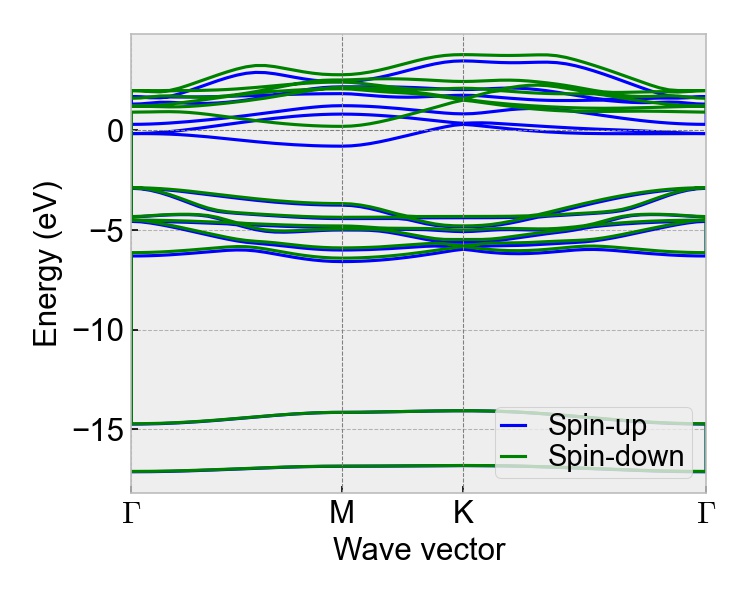 Energy (eV)
0
−5
−10
−15
Spin-up
Spin-down
Γ M K Γ
Wave vector